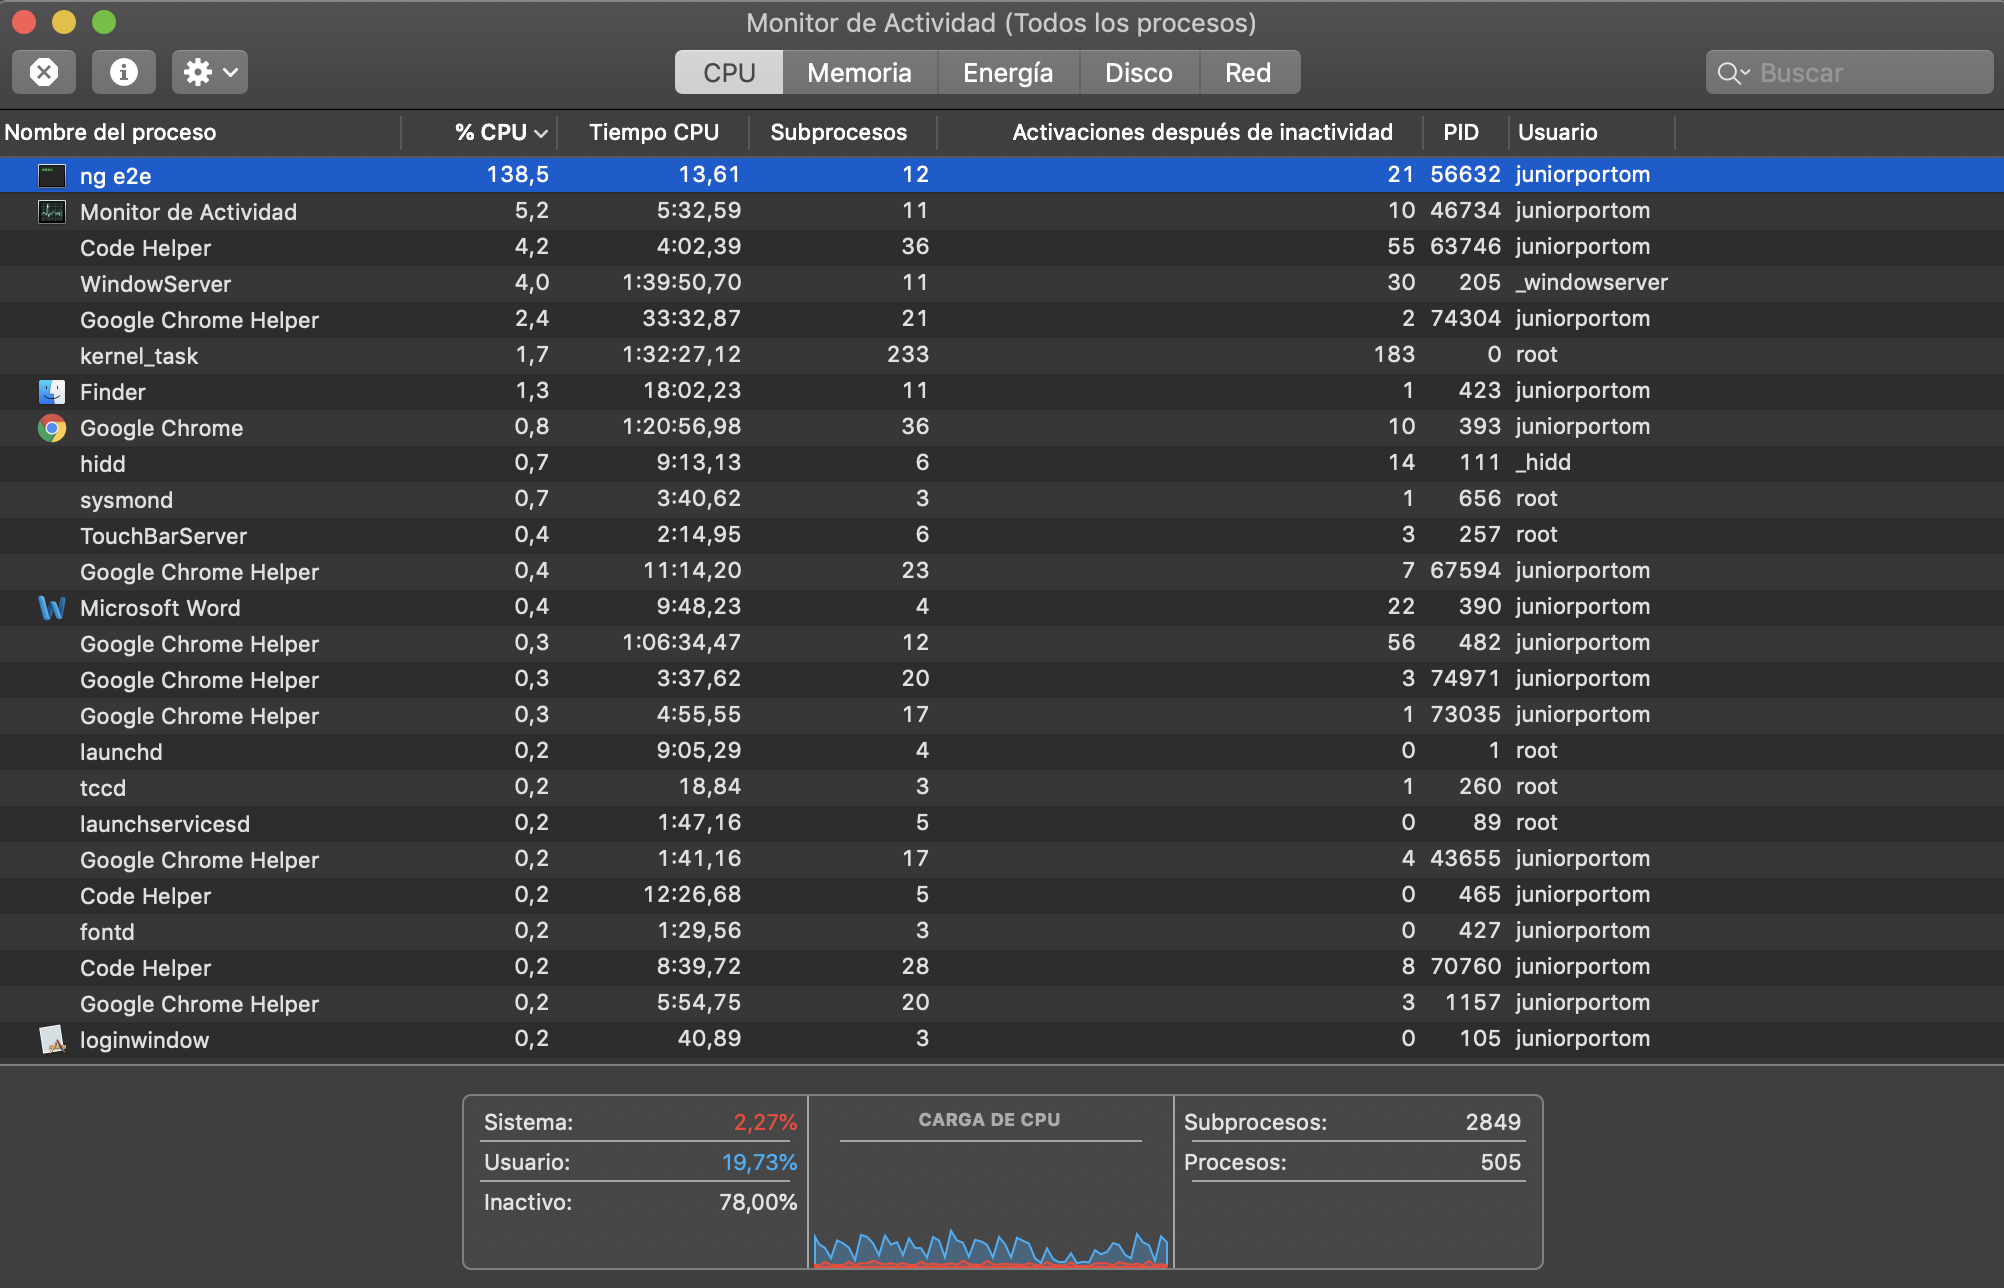 Monitor de Actividad (Todos los procesos)
CPU Memoria Energía Disco Red Buscar
Nombre del proceso % CPU Tiempo CPU Subprocesos Activaciones después de inactividad PID Usuario
ng e2e 138,5 13,61 12 21 56632 juniorportom
Monitor de Actividad 5,2 5:32,59 11 10 46734 juniorportom
Code Helper 4,2 4:02,39 36 55 63746 juniorportom
WindowServer 4,0 1:39:50,70 11 30 205 _windowserver
Google Chrome Helper 2,4 33:32,87 21 2 74304 juniorportom
kernel_task 1,7 1:32:27,12 233 183 0 root
Finder 1,3 18:02,23 11 1 423 juniorportom
Google Chrome 0,8 1:20:56,98 36 10 393 juniorportom
hidd 0,7 9:13,13 6 14 111 _hidd
sysmond 0,7 3:40,62 3 1 656 root
TouchBarServer 0,4 2:14,95 6 3 257 root
Google Chrome Helper 0,4 11:14,20 23 7 67594 juniorportom
Microsoft Word 0,4 9:48,23 4 22 390 juniorportom
Google Chrome Helper 0,3 1:06:34,47 12 56 482 juniorportom
Google Chrome Helper 0,3 3:37,62 20 3 74971 juniorportom
Google Chrome Helper 0,3 4:55,55 17 1 73035 juniorportom
launchd 0,2 9:05,29 4 0 1 root
tccd 0,2 18,84 3 1 260 root
launchservicesd 0,2 1:47,16 5 0 89 root
Google Chrome Helper 0,2 1:41,16 17 4 43655 juniorportom
Code Helper 0,2 12:26,68 5 0 465 juniorportom
fontd 0,2 1:29,56 3 0 427 juniorportom
Code Helper 0,2 8:39,72 28 8 70760 juniorportom
Google Chrome Helper 0,2 5:54,75 20 3 1157 juniorportom
loginwindow 0,2 40,89 3 0 105 juniorportom
Sistema: 2,27% CARGA DE CPU Subprocesos: 2849
Usuario: 19,73% Procesos: 505
Inactivo: 78,00%